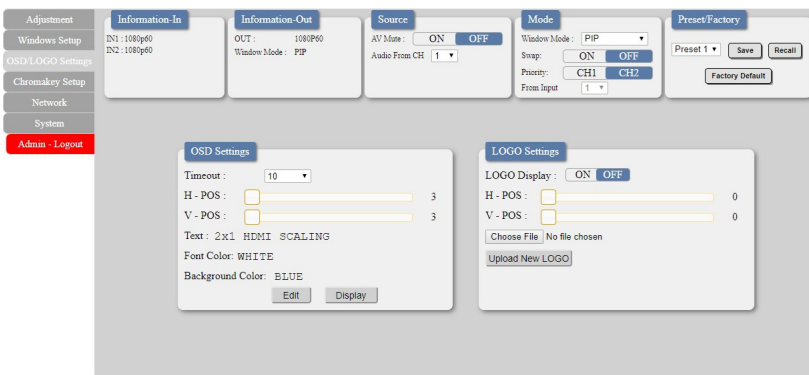 Adjustment
Windows Setup
OSD/LOGO Settings
Chromakey Setup
Network
System
Admin - Logout
Information-In
IN1 : 1080p60
IN2 : 1080p60
Information-Out
OUT : 1080P60
Window Mode : PIP
Source
AV Mute : ON OFF
Audio From CH 1
Mode
Window Mode : PIP
Swap: ON OFF
Priority: CH1 CH2
From Input 1
Preset/Factory
Preset 1 Save Recall
Factory Default
OSD Settings
Timeout : 10
H - POS : 3
V - POS : 3
Text : 2x1 HDMI SCALING
Font Color: WHITE
Background Color: BLUE
Edit Display
LOGO Settings
LOGO Display : ON OFF
H - POS : 0
V - POS : 0
Choose File No file chosen
Upload New LOGO